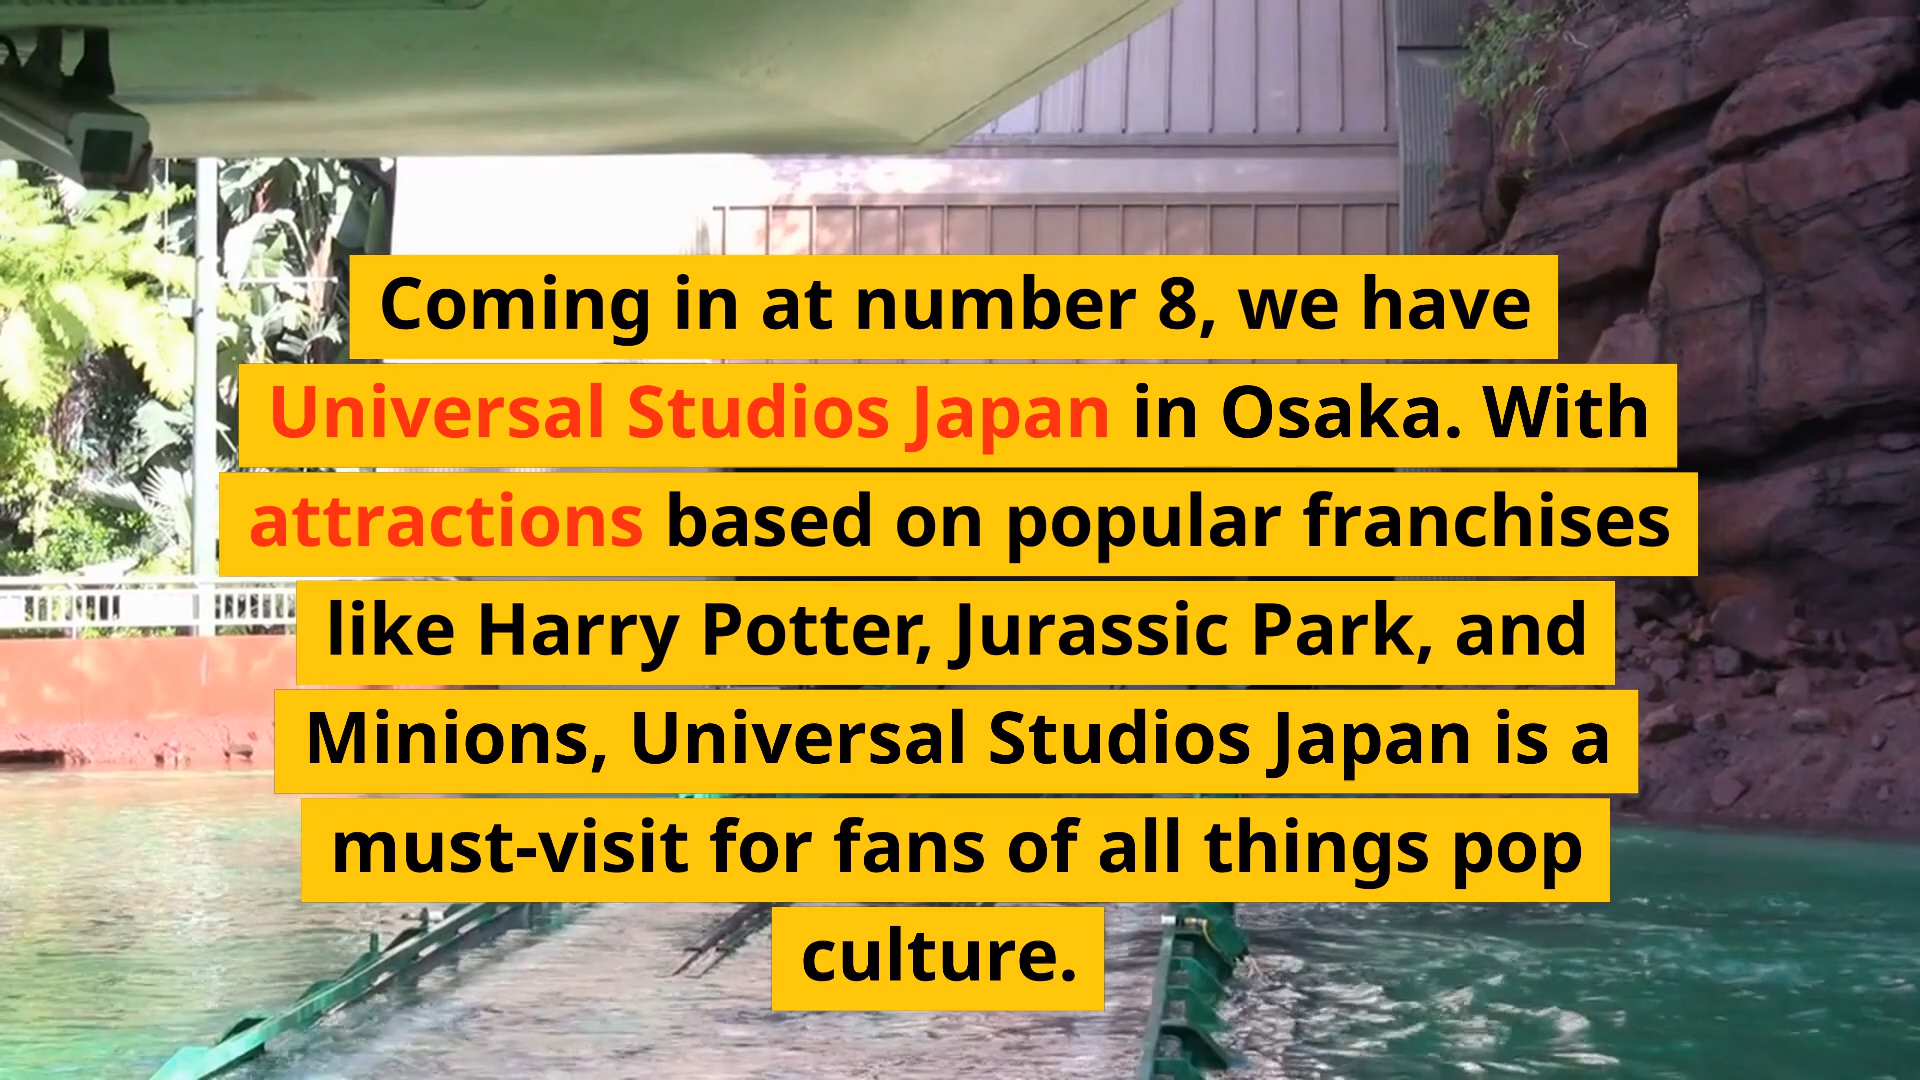 Coming in at number 8, we have
Universal Studios Japan in Osaka. With
attractions based on popular franchises
like Harry Potter, Jurassic Park, and
Minions, Universal Studios Japan is a
must-visit for fans of all things pop
culture.